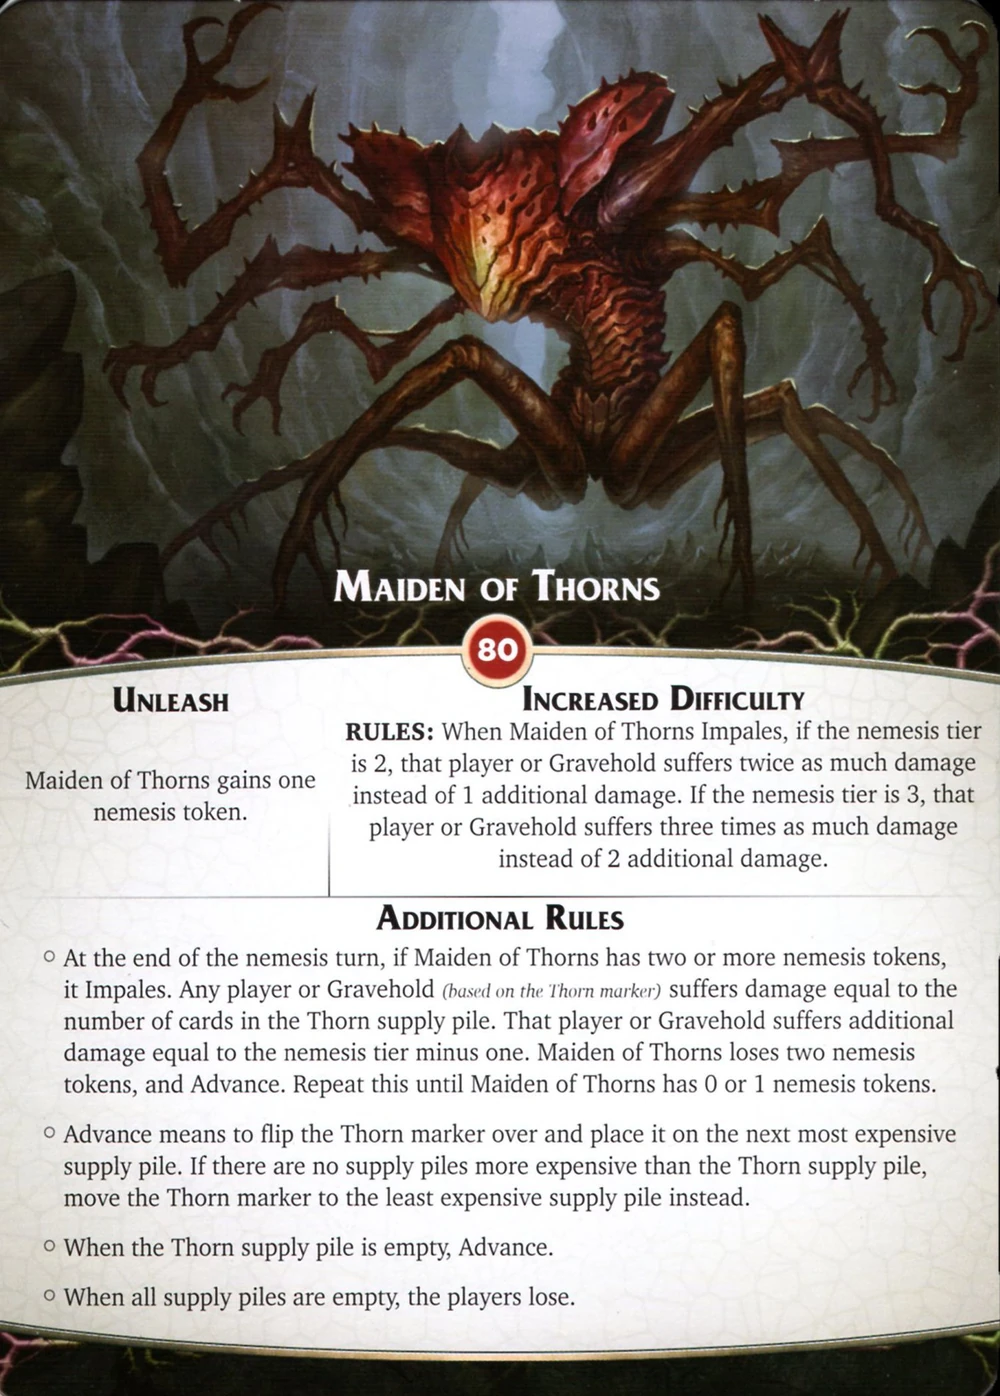 MAIDEN OF THORNS
80
UNLEASH
Maiden of Thorns gains one
nemesis token.
INCREASED DIFFICULTY
RULES: When Maiden of Thorns Impales, if the nemesis tier
is 2, that player or Gravehold suffers twice as much damage
instead of 1 additional damage. If the nemesis tier is 3, that
player or Gravehold suffers three times as much damage
instead of 2 additional damage.
ADDITIONAL RULES
○ At the end of the nemesis turn, if Maiden of Thorns has two or more nemesis tokens,
it Impales. Any player or Gravehold (based on the Thorn marker) suffers damage equal to the
number of cards in the Thorn supply pile. That player or Gravehold suffers additional
damage equal to the nemesis tier minus one. Maiden of Thorns loses two nemesis
tokens, and Advance. Repeat this until Maiden of Thorns has 0 or 1 nemesis tokens.
○ Advance means to flip the Thorn marker over and place it on the next most expensive
supply pile. If there are no supply piles more expensive than the Thorn supply pile,
move the Thorn marker to the least expensive supply pile instead.
○ When the Thorn supply pile is empty, Advance.
○ When all supply piles are empty, the players lose.